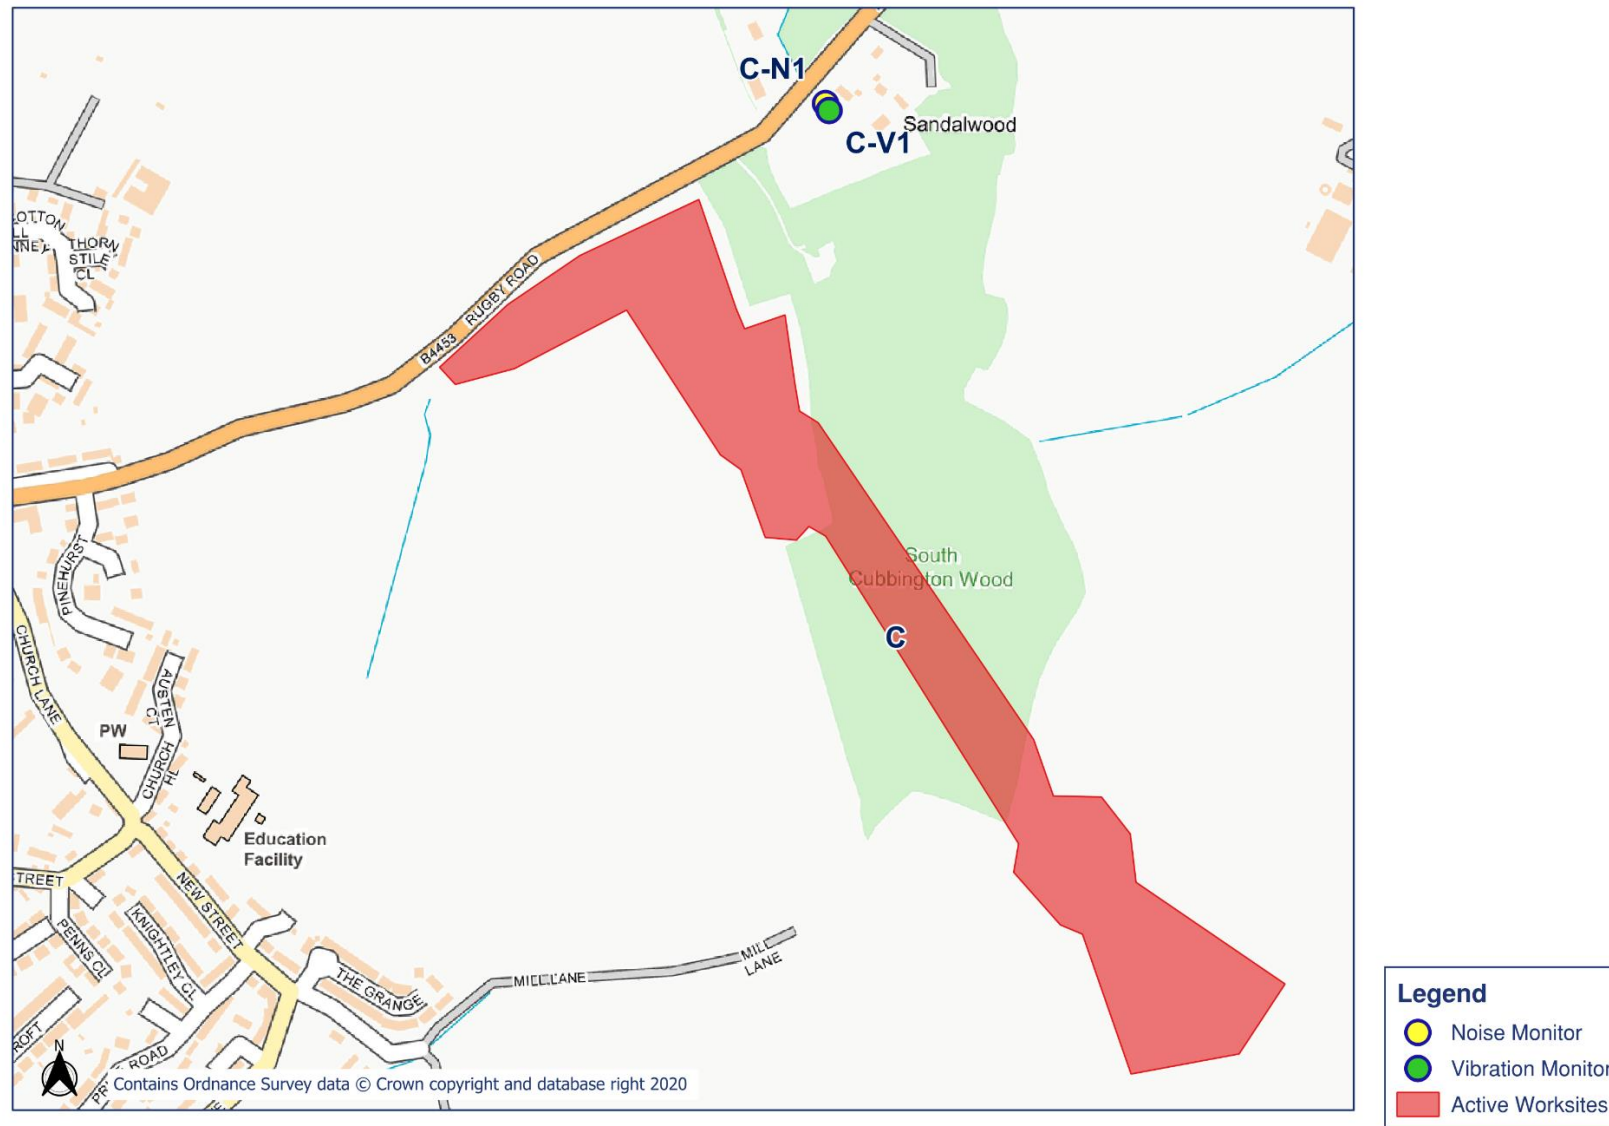 C-N1
Sandalwood
C-V1
THORN
STILE
CL
RUGBY ROAD
B4453
South
Cubbington Wood
PINEHURST
C
CHURCH LANE
AUSTEN
CT
PW
CHURCH
HL
Education
Facility
STREET
NEW STREET
PENNS CL
KNIGHTLEY CL
THE GRANGE
MILL LANE
MILL
LANE
ROAD
N
Contains Ordnance Survey data © Crown copyright and database right 2020
Legend
Noise Monitor
Vibration Monitor
Active Worksites